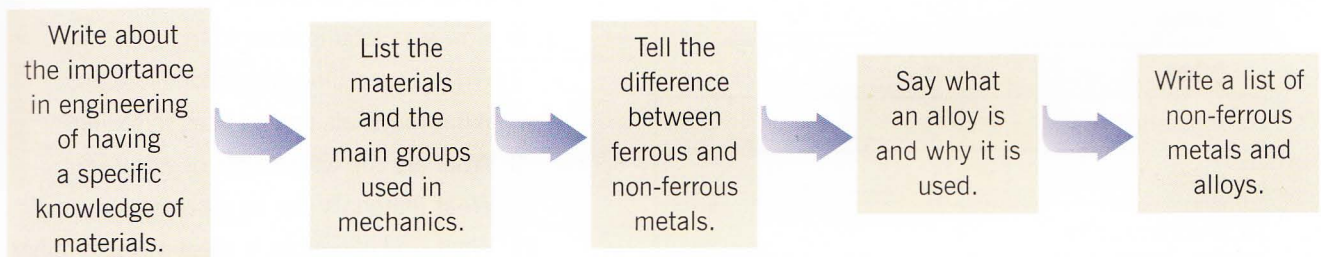 Write about
the importance
in engineering
of having
a specific
knowledge of
materials.
List the
materials
and the
main groups
used in
mechanics.
Tell the
difference
between
ferrous and
non-ferrous
metals.
Say what
an alloy is
and why it is
used.
Write a list of
non-ferrous
metals and
alloys.